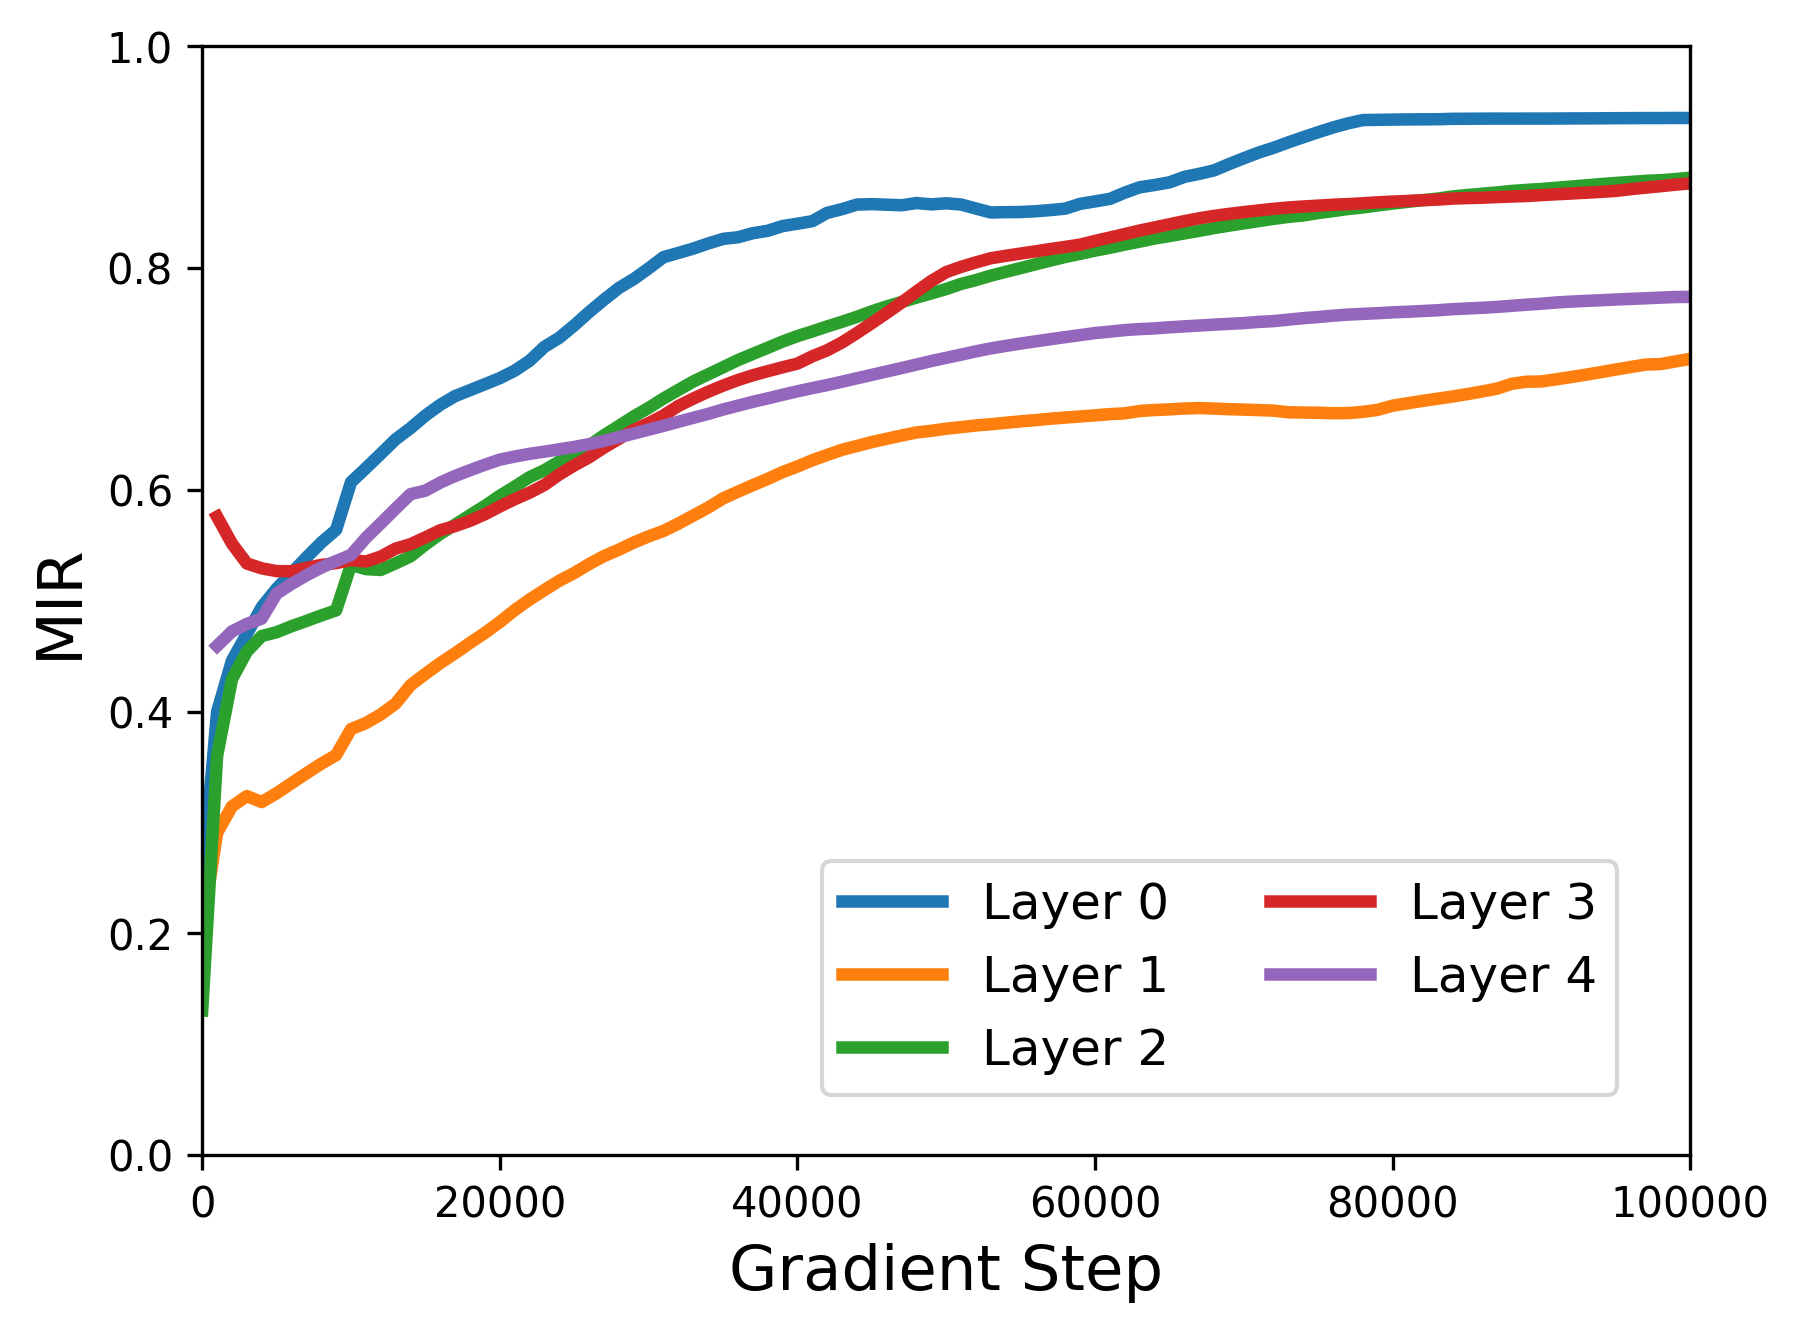 1.0
0.8
0.6
0.4
0.2
0.0
MIR
0 20000 40000 60000 80000 100000
Gradient Step
Layer 0
Layer 1
Layer 2
Layer 3
Layer 4